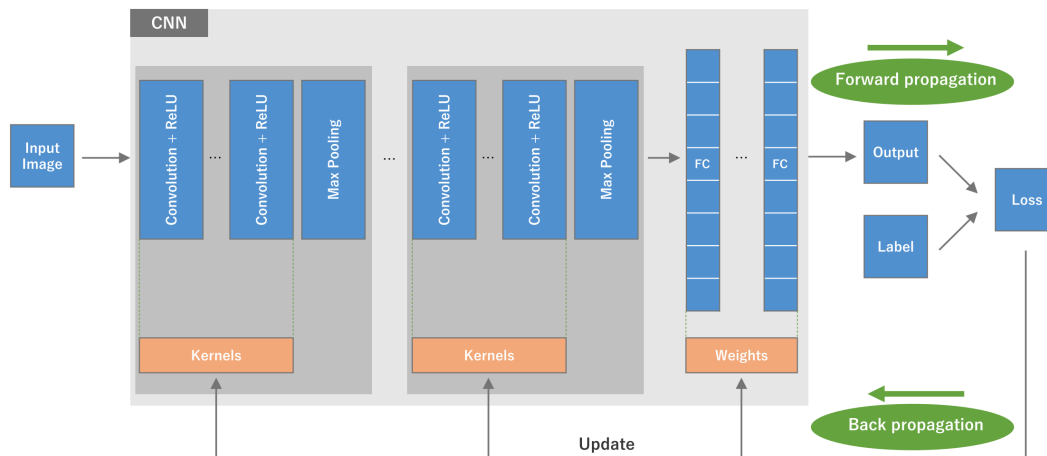 CNN
Forward propagation
Input
Image
Convolution + ReLU
...
Convolution + ReLU
Max Pooling
...
Convolution + ReLU
...
Convolution + ReLU
Max Pooling
FC
...
FC
Output
Label
Loss
Kernels
Kernels
Weights
Back propagation
Update